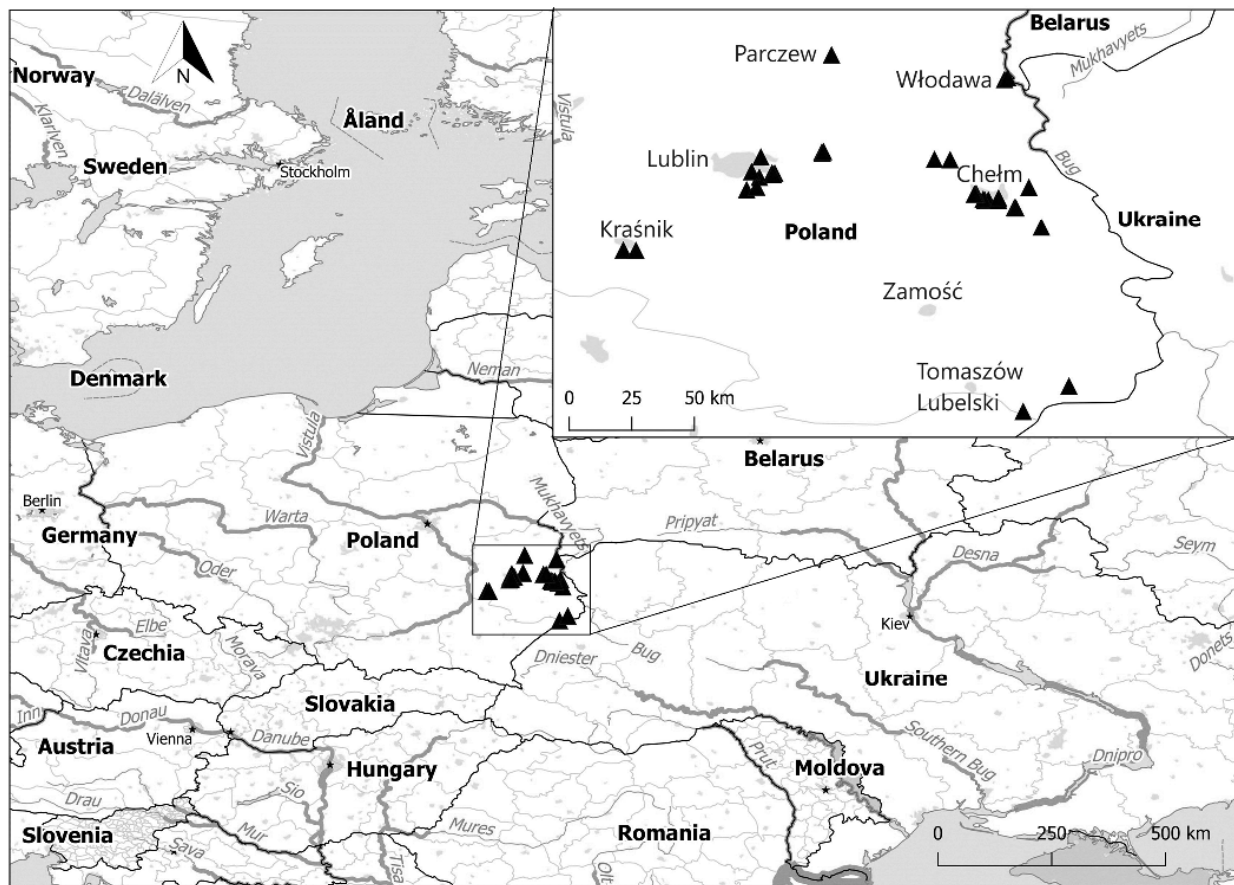 Norway
N
Dalälven
Klarlven
Åland
Sweden
Stockholm
Denmark
Neman
Vistula
Berlin
Germany
Warta
Poland
Mukhavyets
Oder
Elbe
Vltava
Czechia
Morava
Slovakia
Inn
Donau
Austria
Vienna
Danube
Hungary
Sio
Drau
Slovenia
Mur
Sava
Tisa
Mures
Romania
Olt
Belarus
Pripyat
Desna
Seym
Kiev
Dniester
Bug
Ukraine
Donets
Southern Bug
Dnipro
Prut
Moldova
0 250 500 km
Belarus
Mukhavyets
Parczew
Włodawa
Vistula
Lublin
Chełm
Bug
Kraśnik
Poland
Ukraine
Zamość
Tomaszów
Lubelski
0 25 50 km